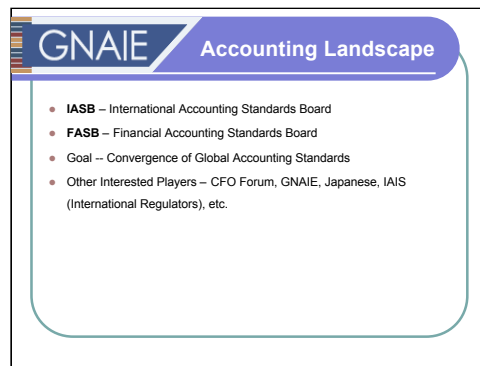 GNAIE
Accounting Landscape
● IASB – International Accounting Standards Board
● FASB – Financial Accounting Standards Board
● Goal -- Convergence of Global Accounting Standards
● Other Interested Players – CFO Forum, GNAIE, Japanese, IAIS
(International Regulators), etc.